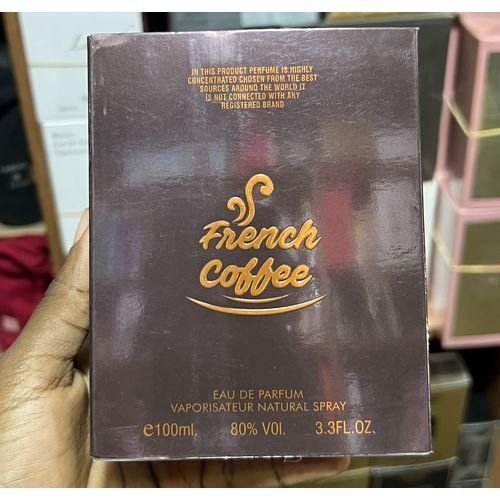 IN THIS PRODUCT PERFUME IS HIGHLY
CONCENTRATED CHOSEN FROM THE BEST
SOURCES AROUND THE WORLD IT
IS NOT CONNECTED WITH ANY
REGISTERED BRAND
French
Coffee
EAU DE PARFUM
VAPORISATEUR NATURAL SPRAY
e100ml. 80% VOl. 3.3FL.OZ.